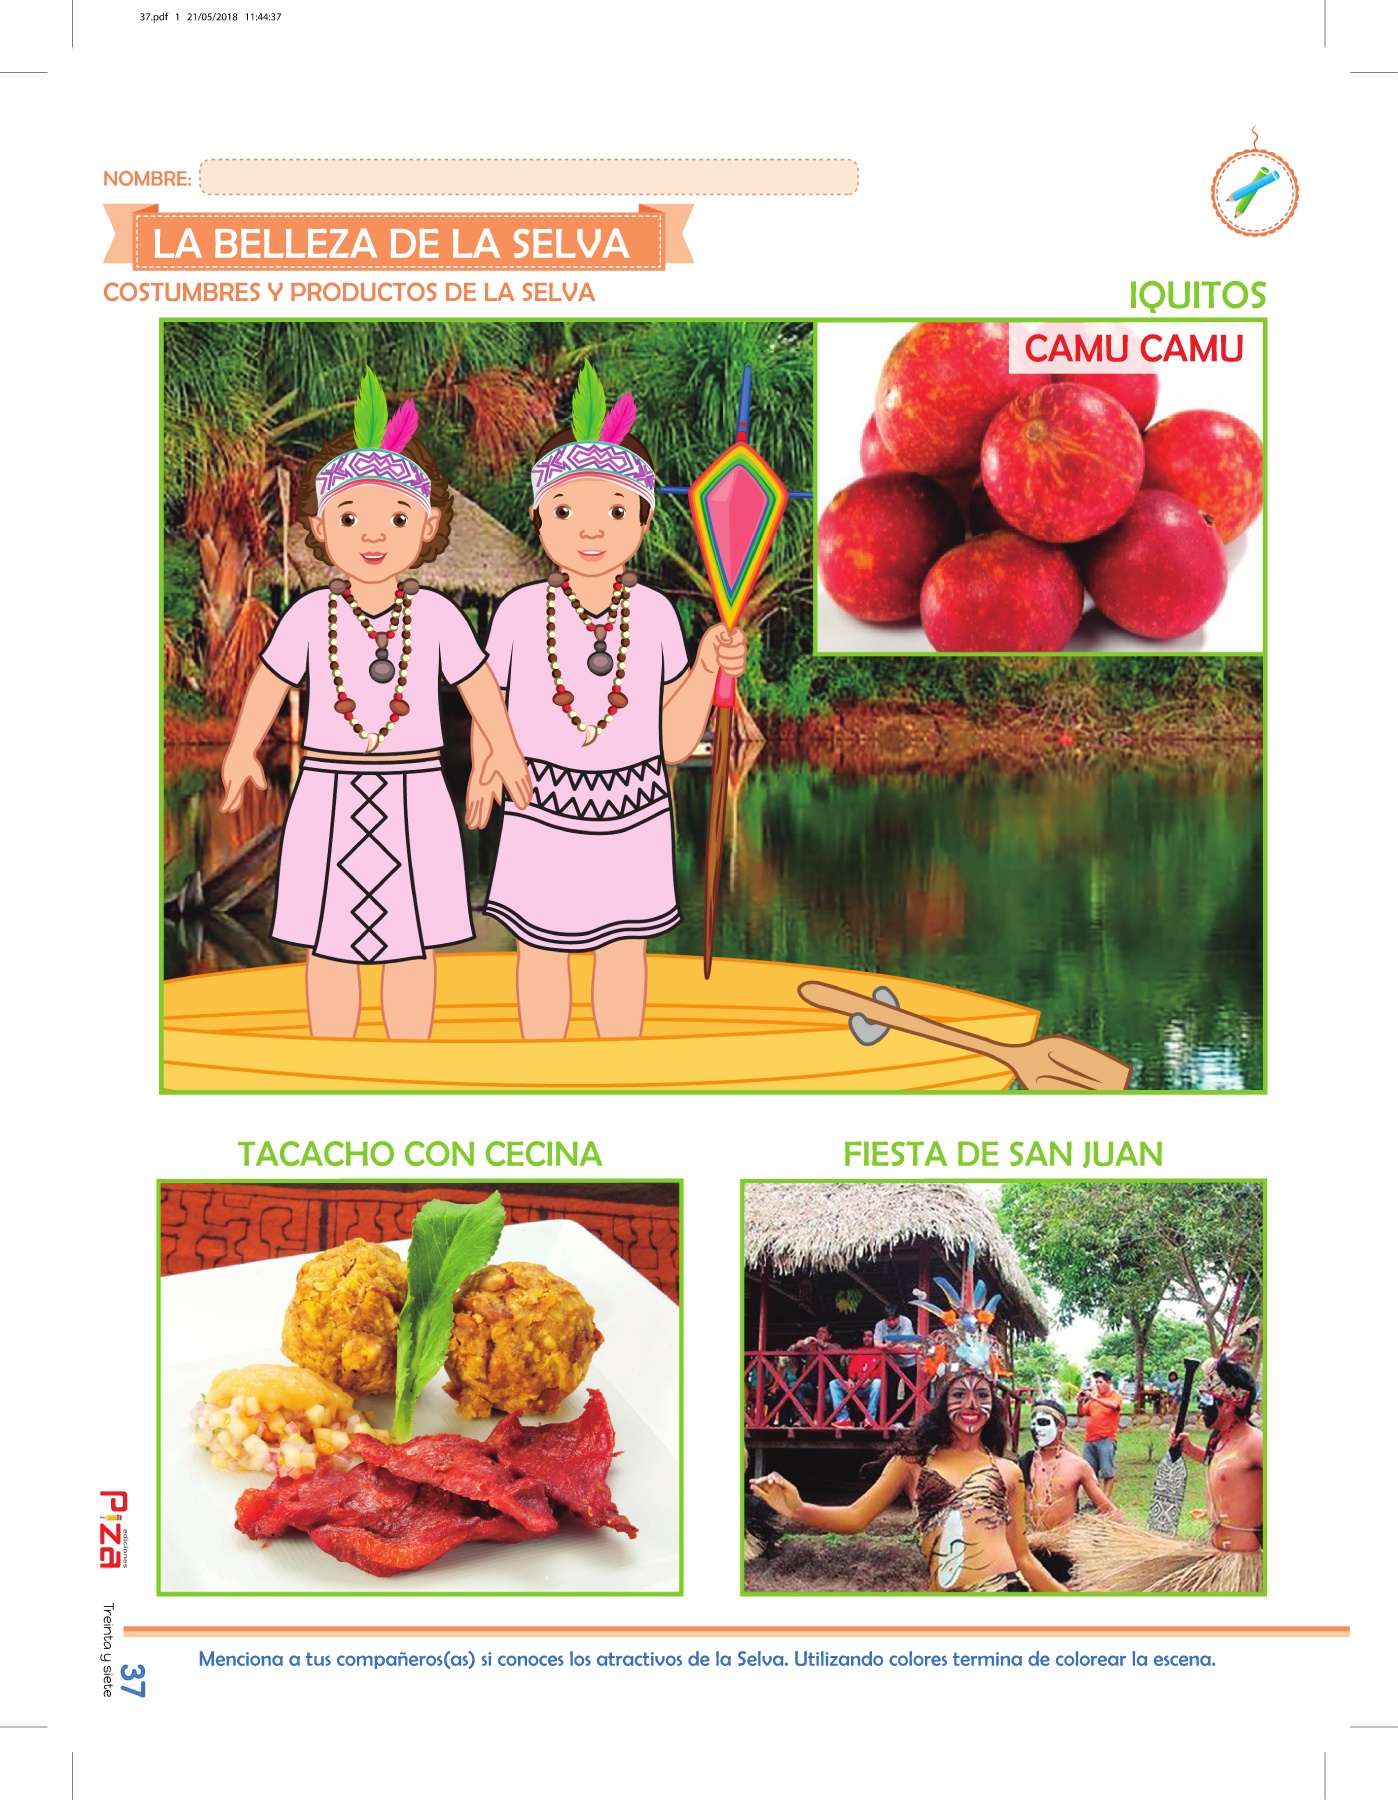 37.pdf 1 21/05/2018 11:44:37
NOMBRE:
LA BELLEZA DE LA SELVA
COSTUMBRES Y PRODUCTOS DE LA SELVA
IQUITOS
CAMU CAMU
TACACHO CON CECINA
FIESTA DE SAN JUAN
Piza
ediciones
Treinta y siete
37
Menciona a tus compañeros(as) si conoces los atractivos de la Selva. Utilizando colores termina de colorear la escena.